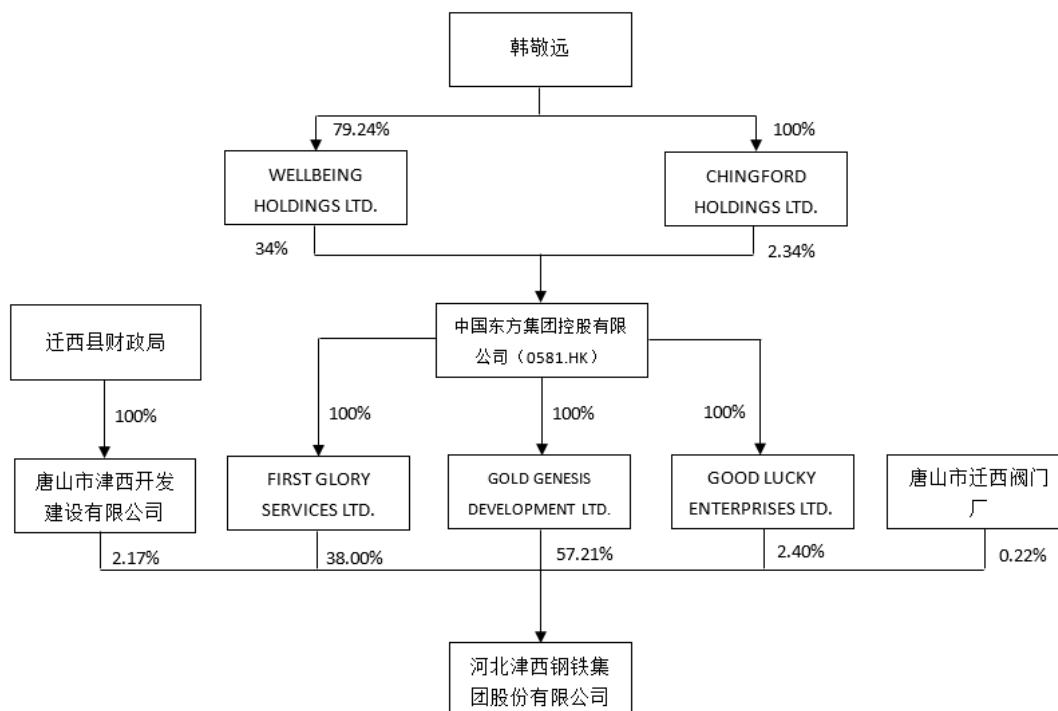 韩敬远
79.24%
100%
WELLBEING
HOLDINGS LTD.
CHINGFORD
HOLDINGS LTD.
34%
2.34%
迁西县财政局
中国东方集团控股有限
公司（0581.HK）
100%
100%
100%
100%
唐山市津西开发
建设有限公司
FIRST GLORY
SERVICES LTD.
GOLD GENESIS
DEVELOPMENT LTD.
GOOD LUCKY
ENTERPRISES LTD.
唐山市迁西阀门
厂
2.17%
38.00%
57.21%
2.40%
0.22%
河北津西钢铁集
团股份有限公司